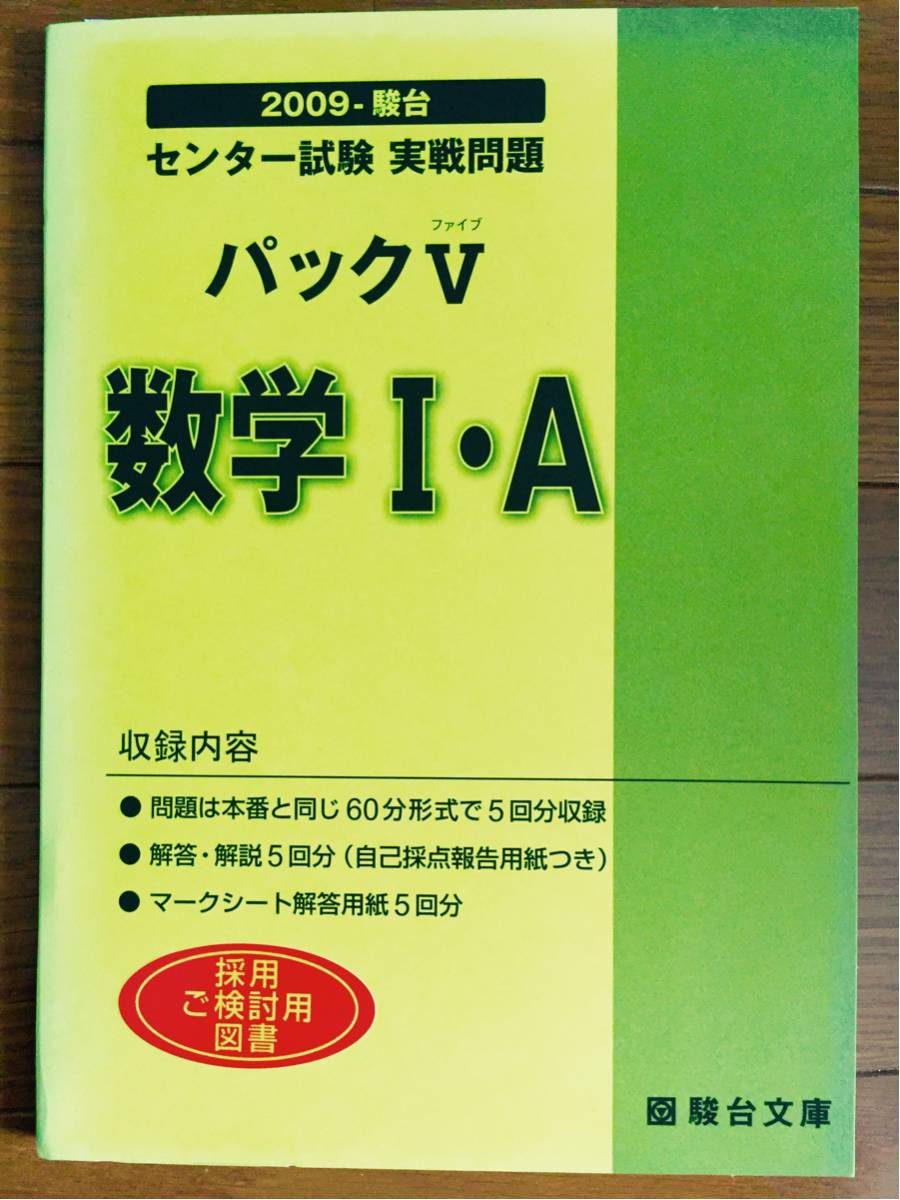 2009-駿台
センター試験 実戦問題
ファイブ
パックV
数学 I・A
収録内容
● 問題は本番と同じ60分形式で5回分収録
● 解答・解説5回分（自己採点報告用紙つき）
● マークシート解答用紙5回分
採用
ご検討用
図書
駿台文庫